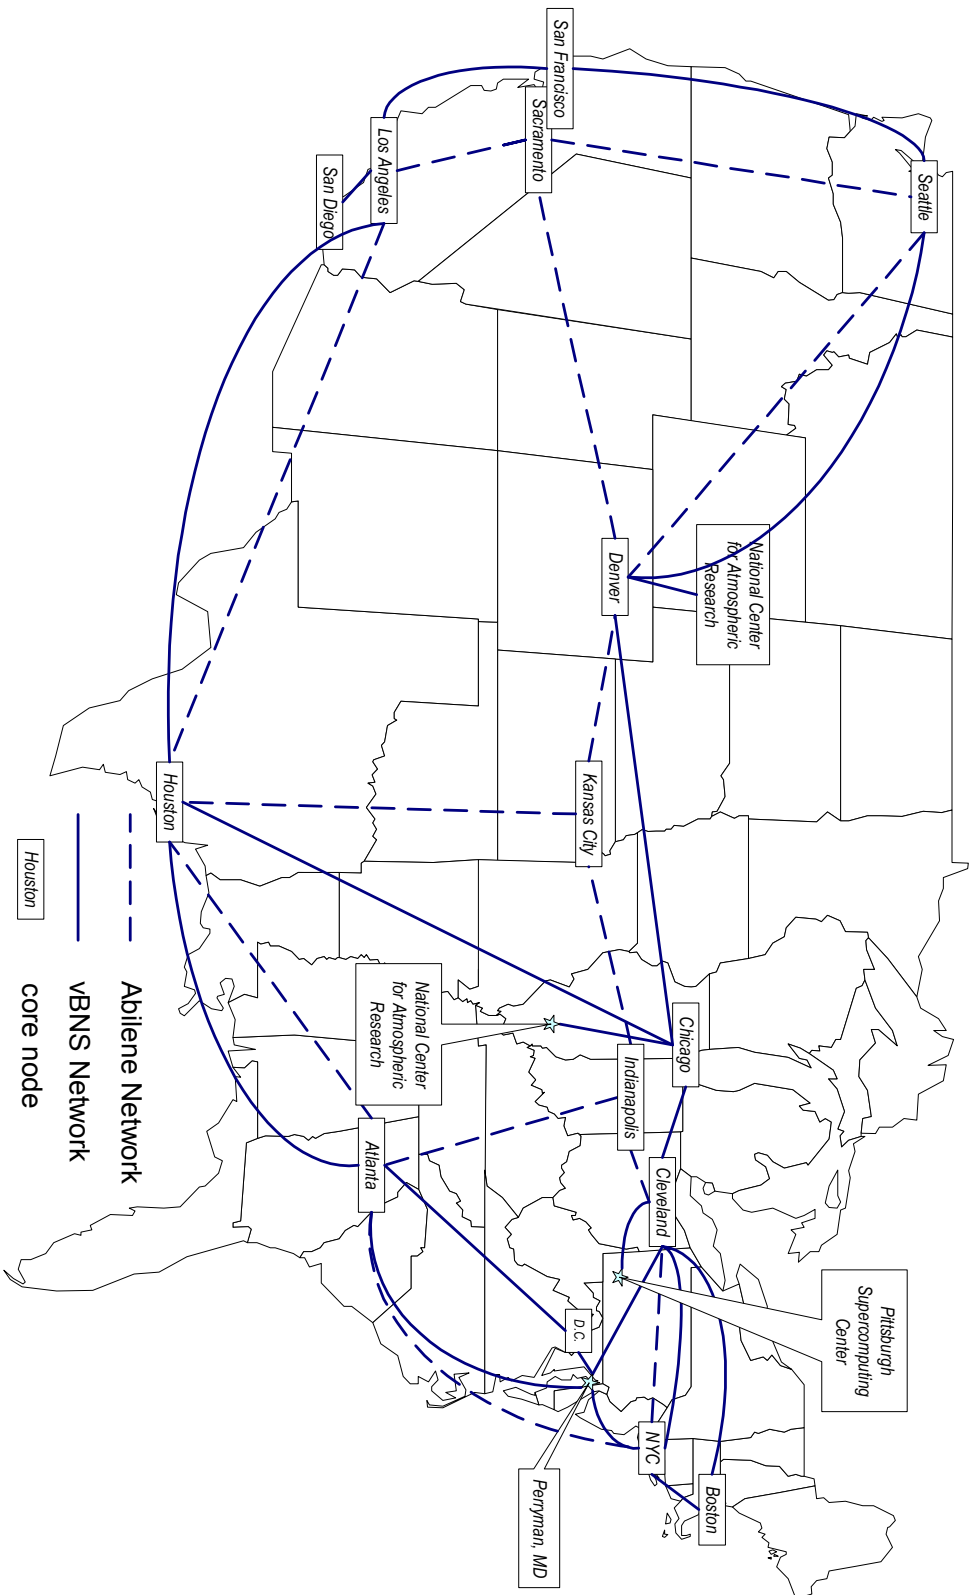 Seattle
San Francisco
Sacramento
Los Angeles
San Diego
National Center
for Atmospheric
Research
Denver
Kansas City
Houston
Chicago
Indianapolis
National Center
for Atmospheric
Research
Atlanta
Cleveland
Pittsburgh
Supercomputing
Center
D.C.
NYC
Boston
Perryman, MD
Abilene Network
vBNS Network
Houston
core node